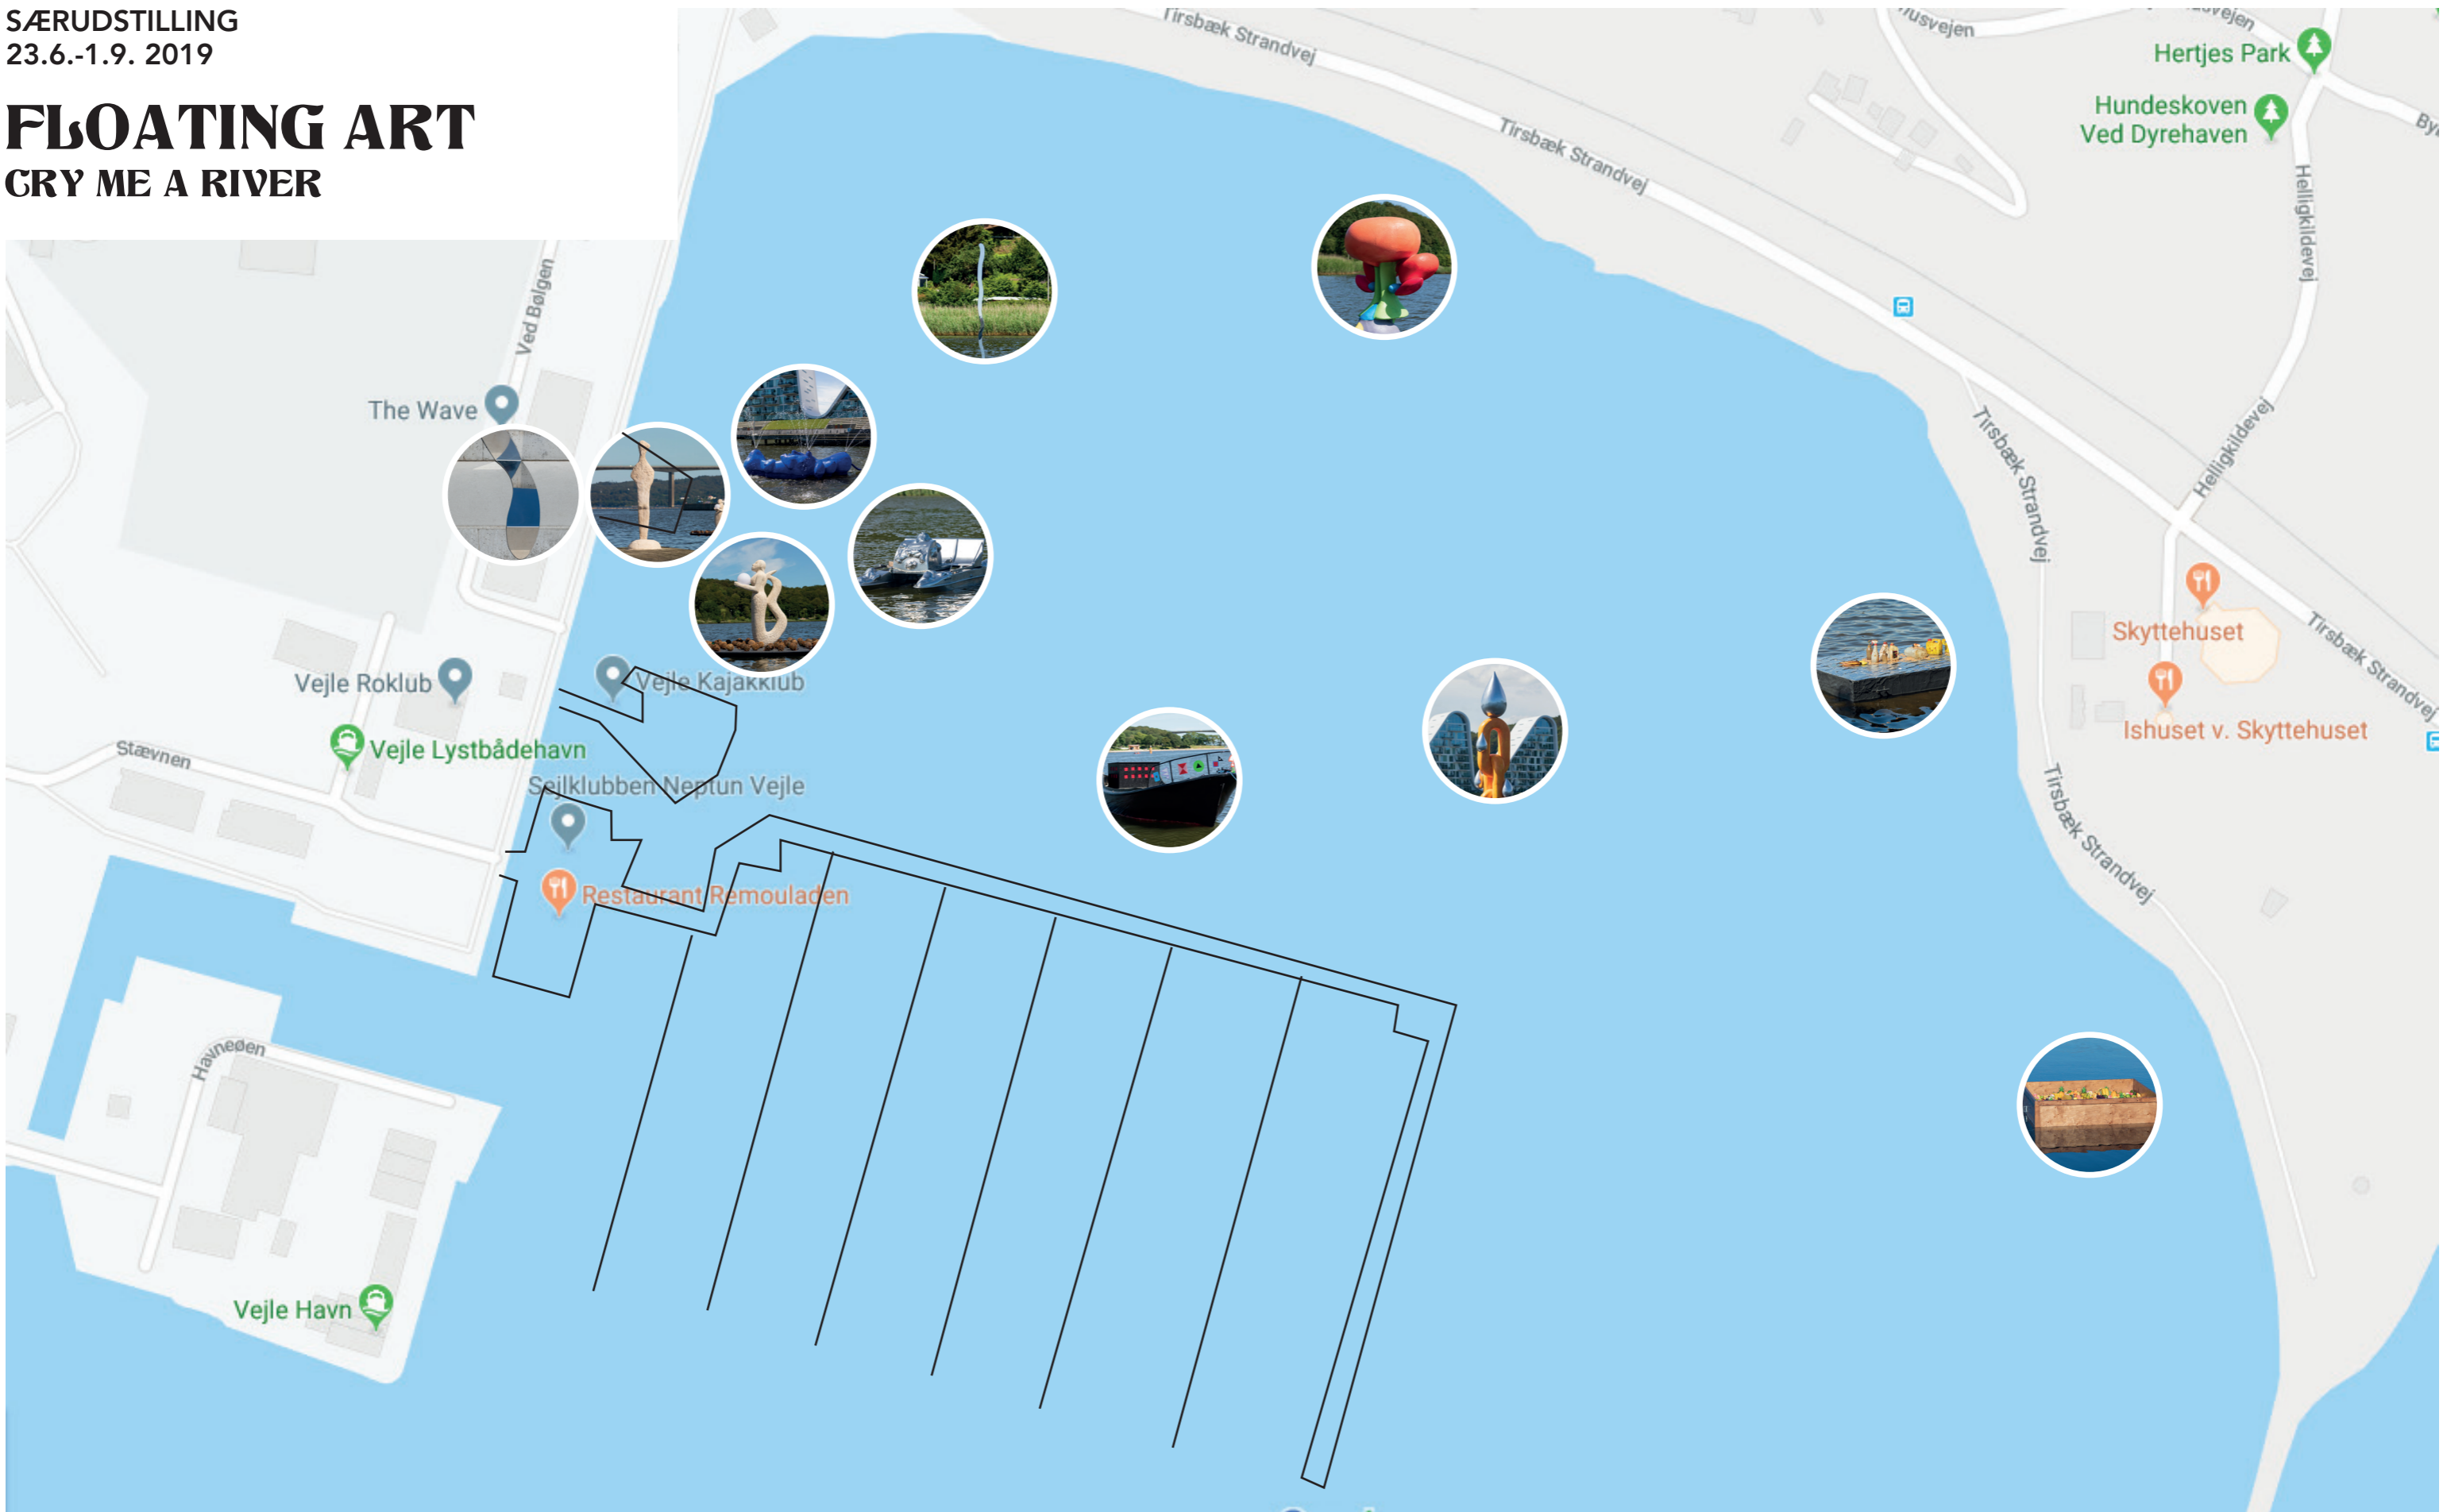 SÆRUDSTILLING
23.6.-1.9. 2019
FLOATING ART
CRY ME A RIVER
Tirsbæk Strandvej
Hertjes Park
Hundeskoven
Ved Dyrehaven
Tirsbæk Strandvej
Helligkildevej
Ved Bølgen
The Wave
Tirsbæk Strandvej
Helligkildevej
Skyttehuset
Tirsbæk Strandvej
Ishuset v. Skyttehuset
Vejle Roklub
Vejle Kajakklub
Vejle Lystbådehavn
Stævnen
Sejlklubben Neptun Vejle
Tirsbæk Strandvej
Restaurant Remouladen
Havneøen
Vejle Havn